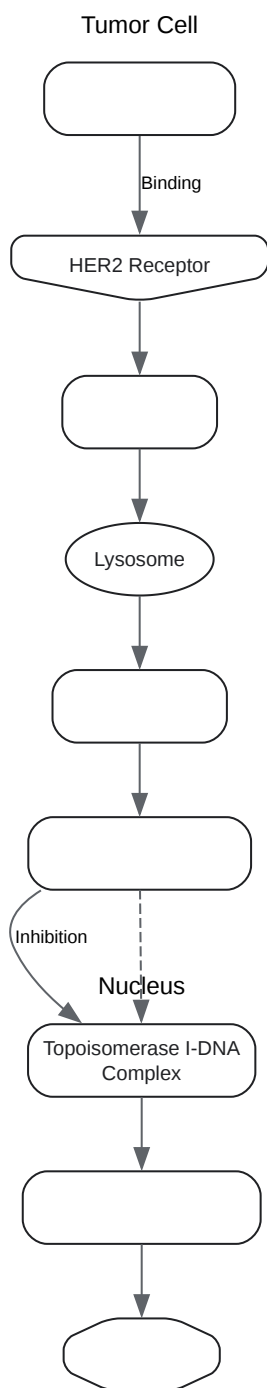 Tumor Cell
Binding
HER2 Receptor
Lysosome
Inhibition
Nucleus
Topoisomerase I-DNA
Complex